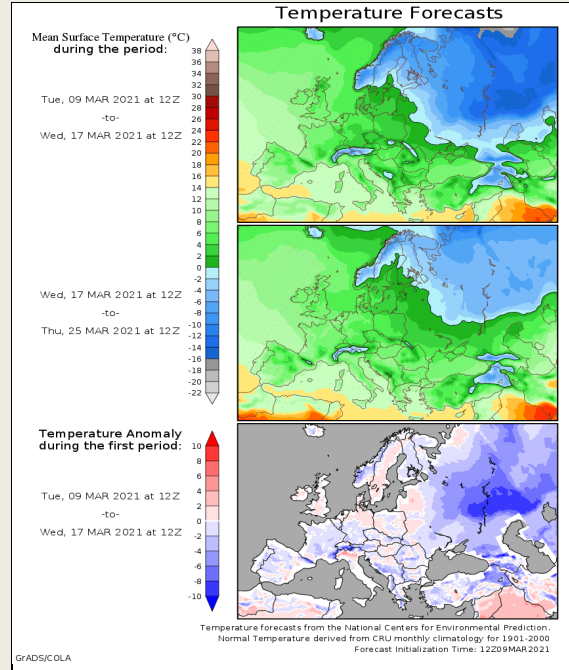 Temperature Forecasts
Mean Surface Temperature (°C)
during the period:
Tue, 09 MAR 2021 at 12Z
-to-
Wed, 17 MAR 2021 at 12Z
38
36
34
32
30
28
26
24
22
20
18
16
14
12
10
8
6
4
2
0
-2
-4
-6
-8
-10
-12
-14
-16
-18
-20
-22
Wed, 17 MAR 2021 at 12Z
-to-
Thu, 25 MAR 2021 at 12Z
Temperature Anomaly
during the first period:
Tue, 09 MAR 2021 at 12Z
-to-
Wed, 17 MAR 2021 at 12Z
10
8
6
4
2
0
-2
-4
-6
-8
-10
Temperature forecasts from the National Centers for Environmental Prediction.
Normal Temperature derived from CRU monthly climatology for 1901-2000
Forecast Initialization Time: 12Z09MAR2021
GrADS/COLA